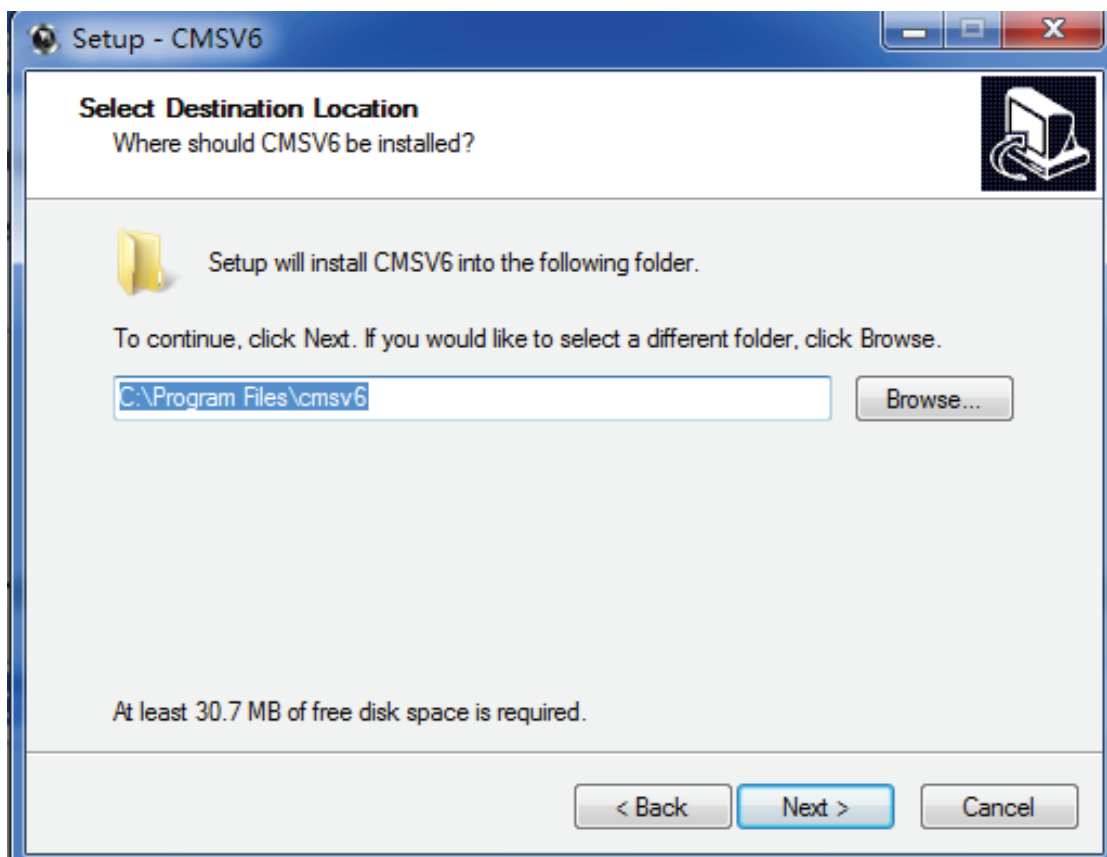 Setup - CMSV6
Select Destination Location
Where should CMSV6 be installed?
Setup will install CMSV6 into the following folder.
To continue, click Next. If you would like to select a different folder, click Browse.
C:\Program Files\cmsv6
Browse...
At least 30.7 MB of free disk space is required.
< Back
Next >
Cancel